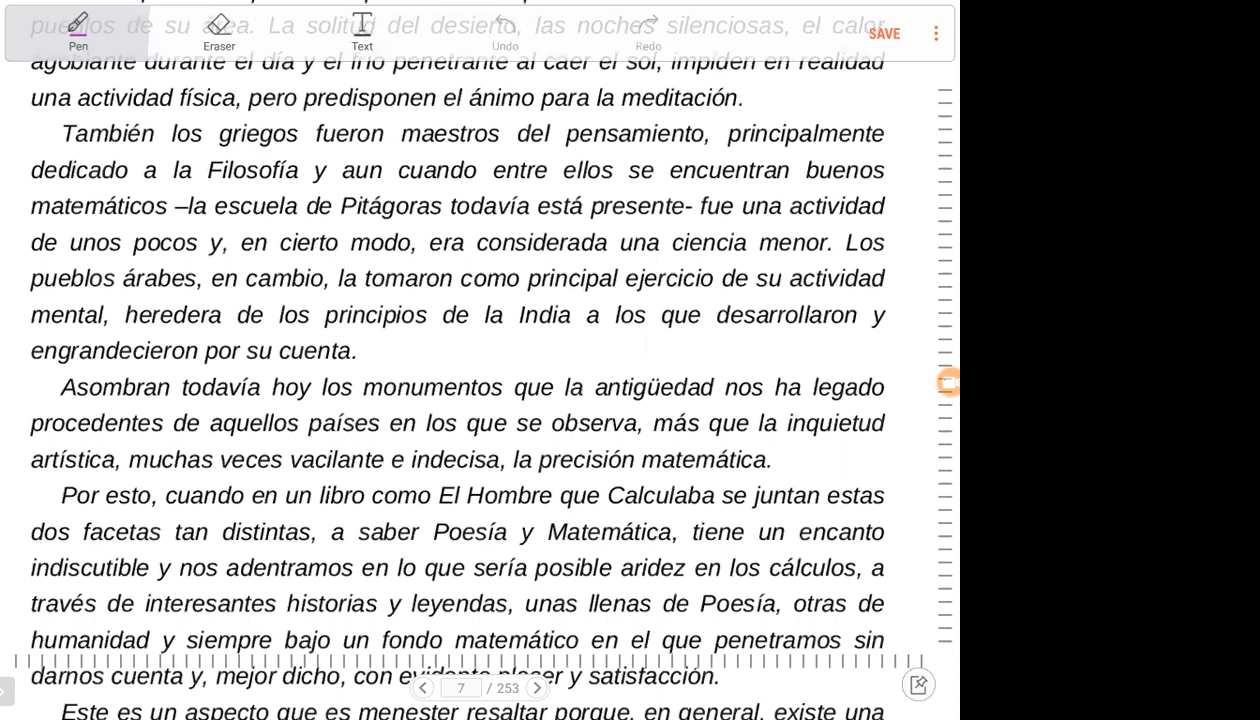 pueblos de su área. La solitud del desierto, las noches silenciosas, el calor
Pen
Eraser
Text
Undo
Redo
SAVE
agobiante durante el día y el frío penetrante al caer el sol, impiden en realidad
una actividad física, pero predisponen el ánimo para la meditación.
También los griegos fueron maestros del pensamiento, principalmente
dedicado a la Filosofía y aun cuando entre ellos se encuentran buenos
matemáticos –la escuela de Pitágoras todavía está presente- fue una actividad
de unos pocos y, en cierto modo, era considerada una ciencia menor. Los
pueblos árabes, en cambio, la tomaron como principal ejercicio de su actividad
mental, heredera de los principios de la India a los que desarrollaron y
engrandecieron por su cuenta.
Asombran todavía hoy los monumentos que la antigüedad nos ha legado
procedentes de aquellos países en los que se observa, más que la inquietud
artística, muchas veces vacilante e indecisa, la precisión matemática.
Por esto, cuando en un libro como El Hombre que Calculaba se juntan estas
dos facetas tan distintas, a saber Poesía y Matemática, tiene un encanto
indiscutible y nos adentramos en lo que sería posible aridez en los cálculos, a
través de interesantes historias y leyendas, unas llenas de Poesía, otras de
humanidad y siempre bajo un fondo matemático en el que penetramos sin
darnos cuenta y, mejor dicho, con evidente placer y satisfacción.
7 / 253
Este es un aspecto que es menester resaltar porque, en general, existe una